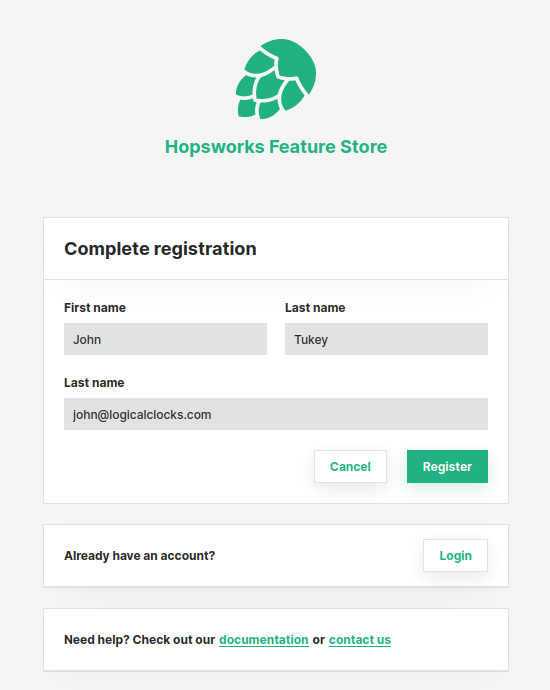 Hopsworks Feature Store
Complete registration
First name
Last name
John
Tukey
Last name
john@logicalclocks.com
Cancel
Register
Already have an account?
Login
Need help? Check out our documentation or contact us